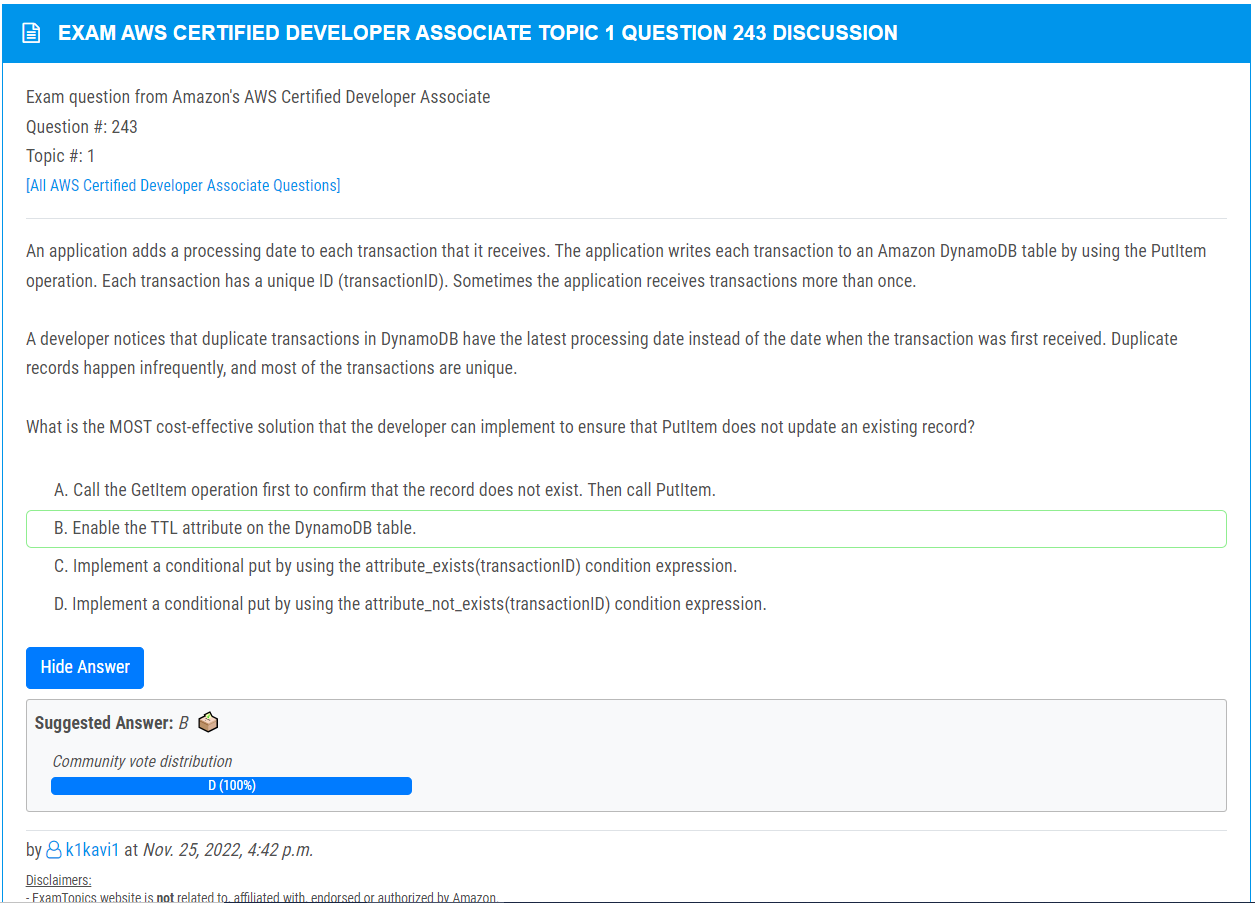 EXAM AWS CERTIFIED DEVELOPER ASSOCIATE TOPIC 1 QUESTION 243 DISCUSSION
Exam question from Amazon's AWS Certified Developer Associate
Question #: 243
Topic #: 1
[All AWS Certified Developer Associate Questions]
An application adds a processing date to each transaction that it receives. The application writes each transaction to an Amazon DynamoDB table by using the PutItem
operation. Each transaction has a unique ID (transactionID). Sometimes the application receives transactions more than once.
A developer notices that duplicate transactions in DynamoDB have the latest processing date instead of the date when the transaction was first received. Duplicate
records happen infrequently, and most of the transactions are unique.
What is the MOST cost-effective solution that the developer can implement to ensure that PutItem does not update an existing record?
A. Call the GetItem operation first to confirm that the record does not exist. Then call PutItem.
B. Enable the TTL attribute on the DynamoDB table.
C. Implement a conditional put by using the attribute_exists(transactionID) condition expression.
D. Implement a conditional put by using the attribute_not_exists(transactionID) condition expression.
Hide Answer
Suggested Answer: B
Community vote distribution
D (100%)
by k1kavi1 at Nov. 25, 2022, 4:42 p.m.
Disclaimers:
- ExamTopics website is not related to, affiliated with, endorsed or authorized by Amazon.